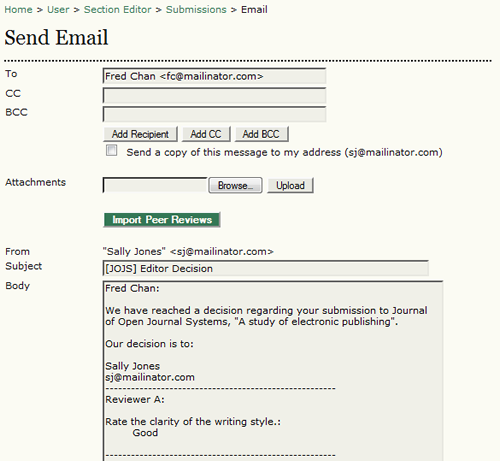 Home > User > Section Editor > Submissions > Email
Send Email
To Fred Chan <fc@mailinator.com>
CC
BCC
Add Recipient Add CC Add BCC
Send a copy of this message to my address (sj@mailinator.com)
Attachments Browse... Upload
Import Peer Reviews
From "Sally Jones" <sj@mailinator.com>
Subject [JOJS] Editor Decision
Body Fred Chan:
We have reached a decision regarding your submission to Journal
of Open Journal Systems, "A study of electronic publishing".
Our decision is to:
Sally Jones
sj@mailinator.com
------------------------------------------------------
Reviewer A:
Rate the clarity of the writing style.:
Good
------------------------------------------------------